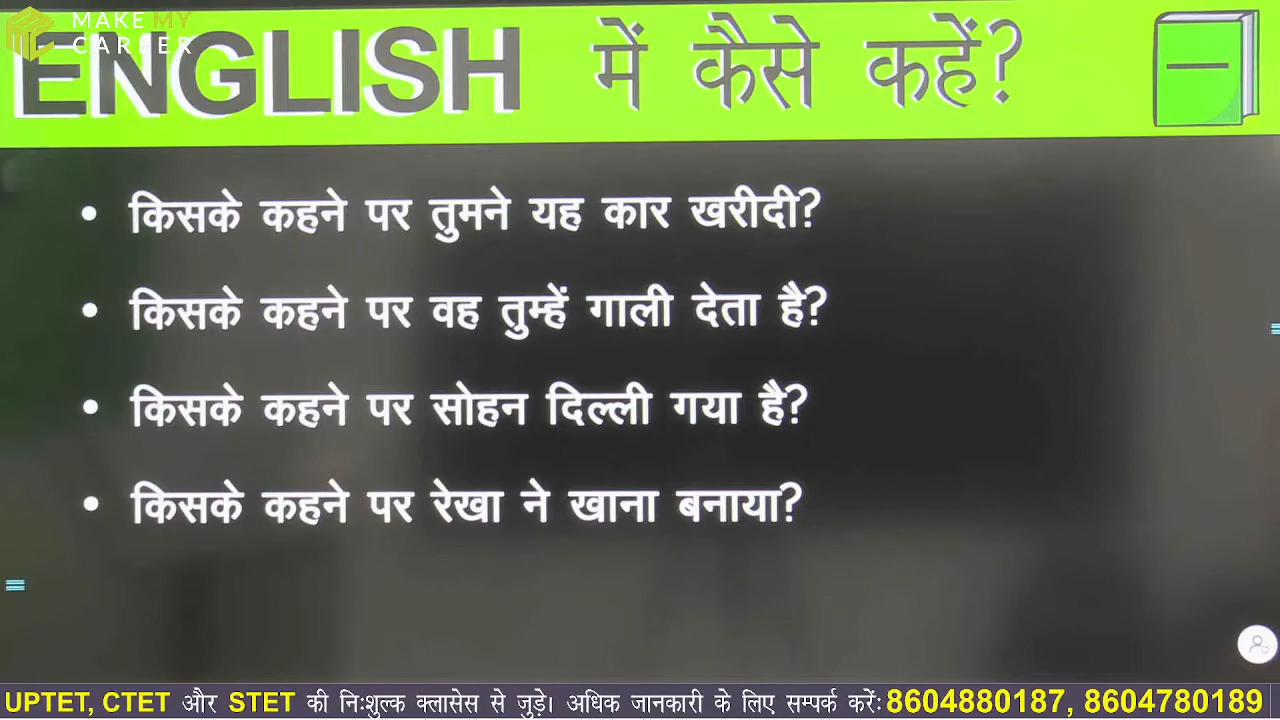 MAKE MY
CAREER
ENGLISH में कैसे कहें?
• किसके कहने पर तुमने यह कार खरीदी?
• किसके कहने पर वह तुम्हें गाली देता है?
• किसके कहने पर सोहन दिल्ली गया है?
• किसके कहने पर रेखा ने खाना बनाया?
UPTET, CTET और STET की निःशुल्क क्लासेस से जुड़े। अधिक जानकारी के लिए सम्पर्क करेंः 8604880187, 8604780189